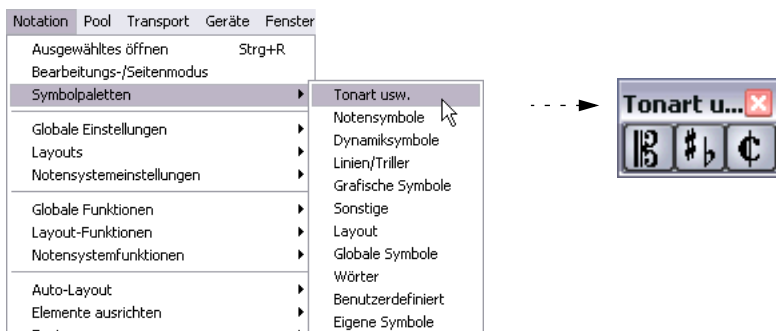 Notation Pool Transport Geräte Fenster
Ausgewähltes öffnen Strg+R
Bearbeitungs-/Seitenmodus
Symbolpaletten
Globale Einstellungen
Layouts
Notensystemeinstellungen
Globale Funktionen
Layout-Funktionen
Notensystemfunktionen
Auto-Layout
Elemente ausrichten
Tonart usw.
Notensymbole
Dynamiksymbole
Linien/Triller
Grafische Symbole
Sonstige
Layout
Globale Symbole
Wörter
Benutzerdefiniert
Eigene Symbole
Tonart u...